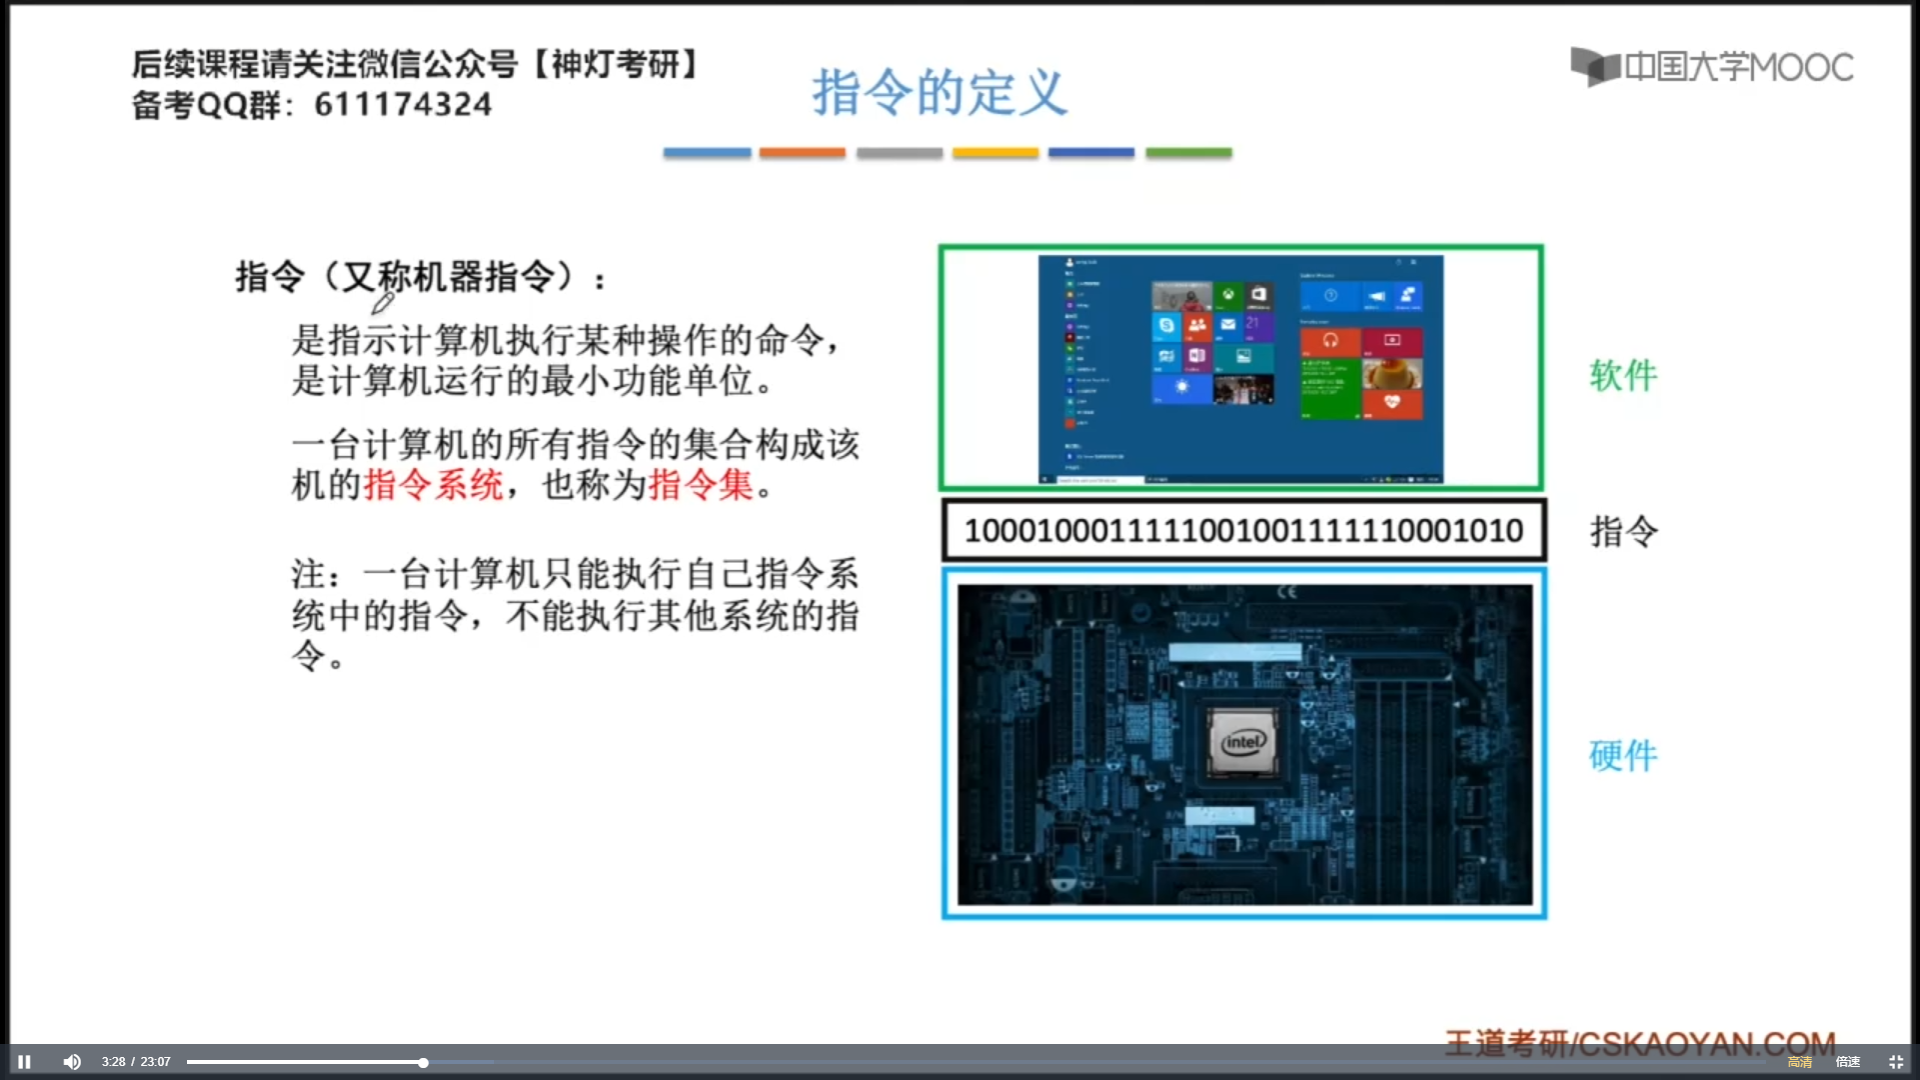 后续课程请关注微信公众号【神灯考研】
备考QQ群：611174324
指令的定义
中国大学MOOC
指令（又称机器指令）：
是指示计算机执行某种操作的命令，
是计算机运行的最小功能单位。
一台计算机的所有指令的集合构成该
机的指令系统，也称为指令集。
注：一台计算机只能执行自己指令系
统中的指令，不能执行其他系统的指
令。
21
软件
1000100011111001001111110001010
指令
CE
intel
硬件
王道考研/CSKAOYAN.COM
3:28 / 23:07
高清
倍速